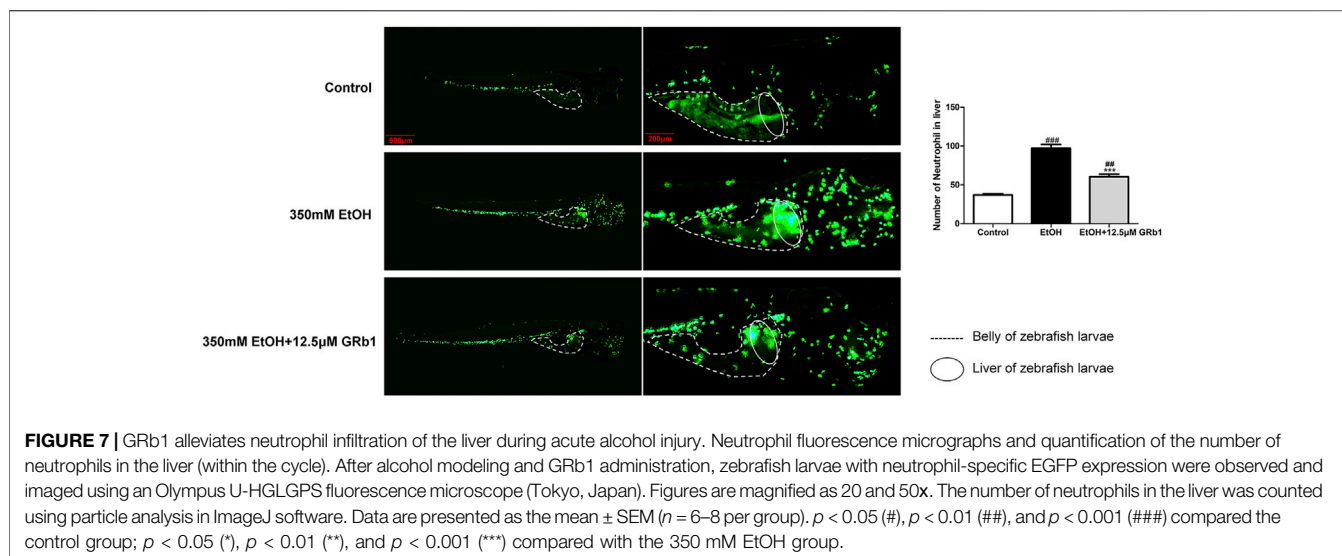 Control
500µm
200µm
350mM EtOH
350mM EtOH+12.5µM GRb1
Number of Neutrophil in liver
150
100
50
0
###
##
***
Control
EtOH
EtOH+12.5µM GRb1
Belly of zebrafish larvae
Liver of zebrafish larvae
FIGURE 7 | GRb1 alleviates neutrophil infiltration of the liver during acute alcohol injury. Neutrophil fluorescence micrographs and quantification of the number of
neutrophils in the liver (within the cycle). After alcohol modeling and GRb1 administration, zebrafish larvae with neutrophil-specific EGFP expression were observed and
imaged using an Olympus U-HGLGPS fluorescence microscope (Tokyo, Japan). Figures are magnified as 20 and 50x. The number of neutrophils in the liver was counted
using particle analysis in ImageJ software. Data are presented as the mean ± SEM (n = 6–8 per group). p < 0.05 (#), p < 0.01 (##), and p < 0.001 (###) compared the
control group; p < 0.05 (*), p < 0.01 (**), and p < 0.001 (***) compared with the 350 mM EtOH group.